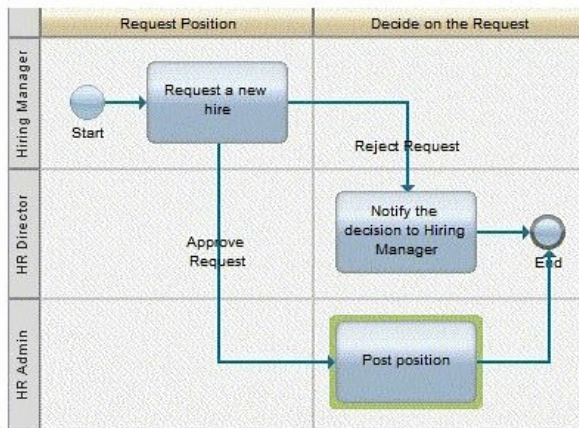 Request Position
Decide on the Request
Hiring Manager
Request a new
hire
Start
Reject Request
HR Director
Notify the
decision to Hiring
Manager
End
Approve
Request
HR Admin
Post position